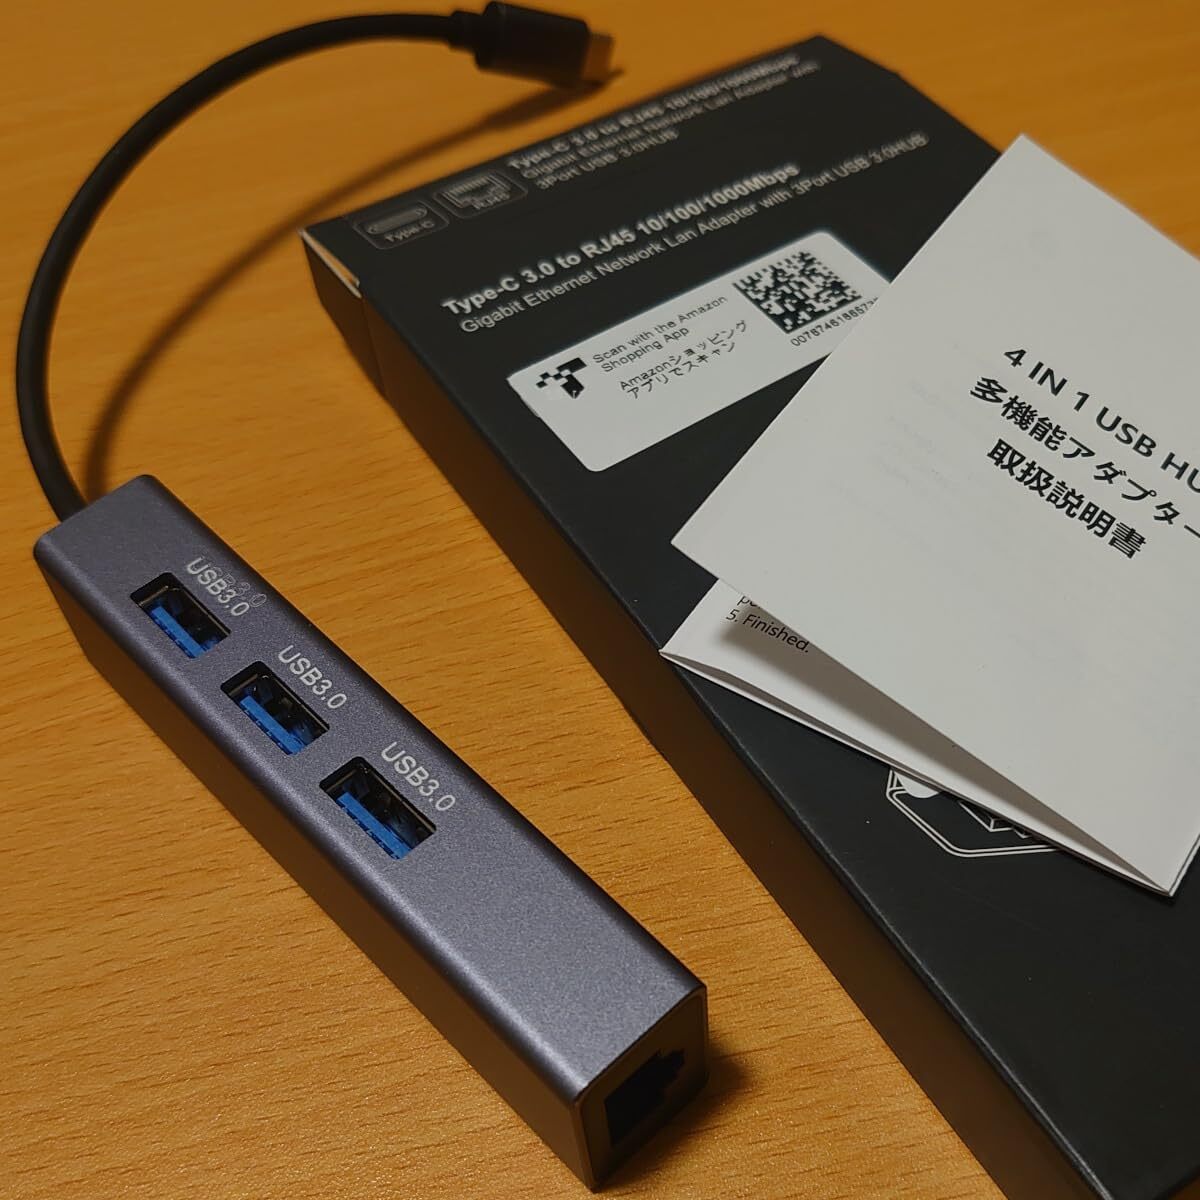 Type-C 3.0 to RJ45 10/100/1000Mbps
Gigabit Ethernet Network Lan Adapter with
3Port USB 3.0HUB
Type-C
RJ45
Type-C 3.0 to RJ45 10/100/1000Mbps
Gigabit Ethernet Network Lan Adapter with 3Port USB 3.0HUB
Scan with the Amazon
Shopping App
Amazonショッピング
アプリでスキャン
4 IN 1 USB HU
多機能アダプター
取扱説明書
5. Finished.
USB3.0
USB3.0
USB3.0